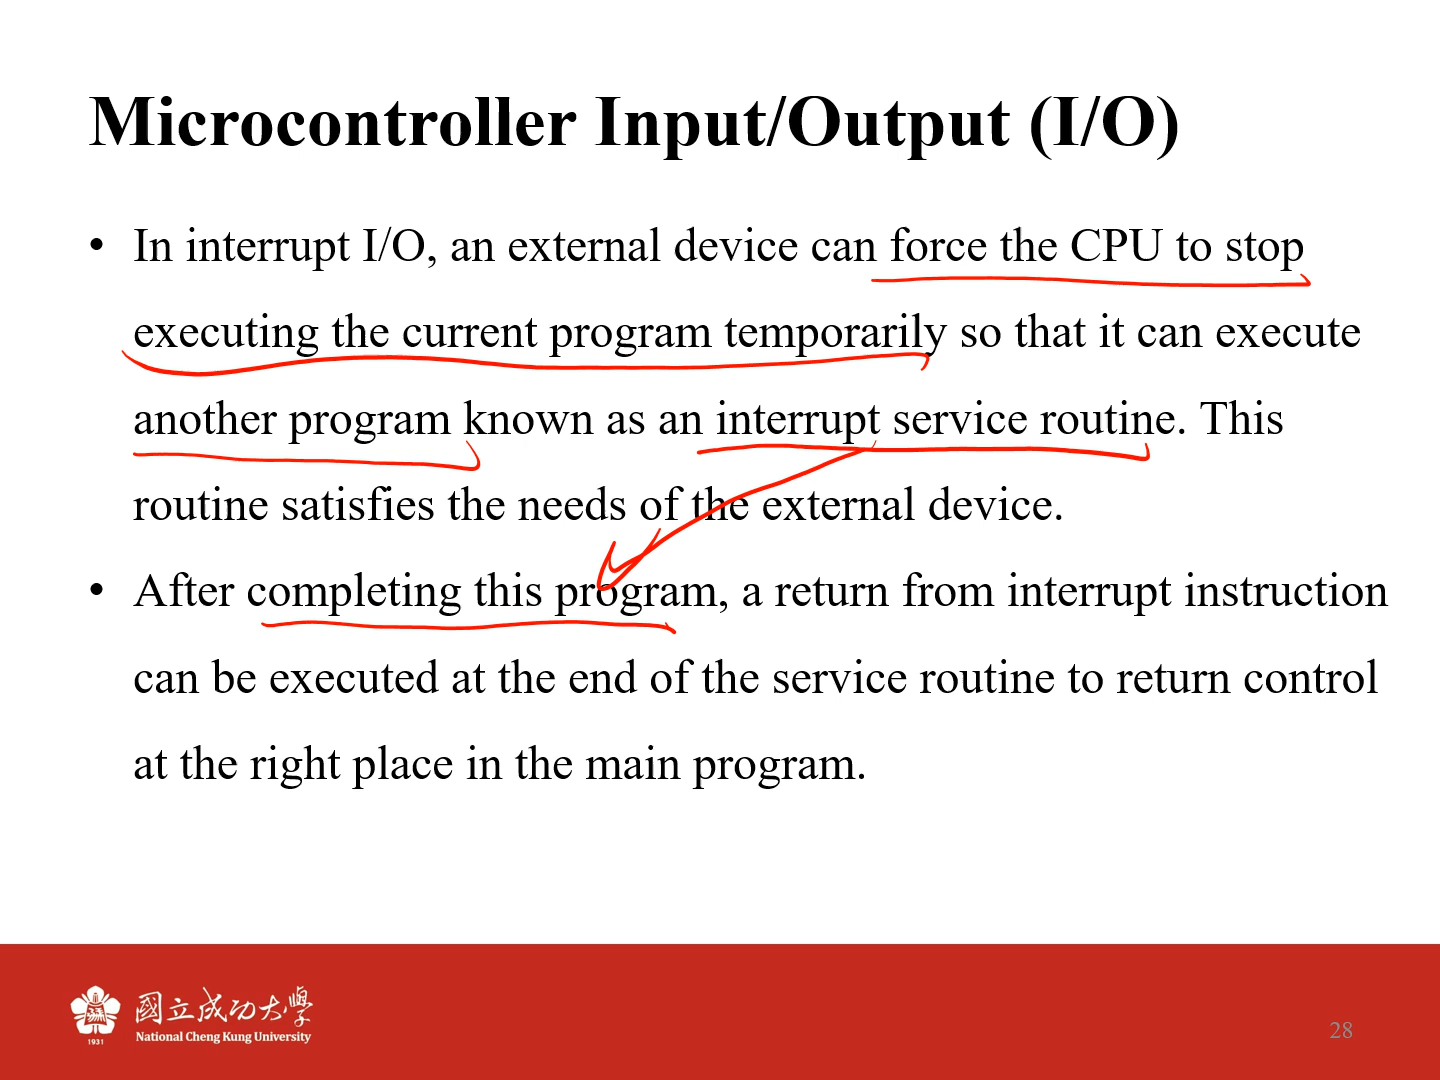 Microcontroller Input/Output (I/O)
• In interrupt I/O, an external device can force the CPU to stop
executing the current program temporarily so that it can execute
another program known as an interrupt service routine. This
routine satisfies the needs of the external device.
• After completing this program, a return from interrupt instruction
can be executed at the end of the service routine to return control
at the right place in the main program.
國立成功大學
National Cheng Kung University
1931
28